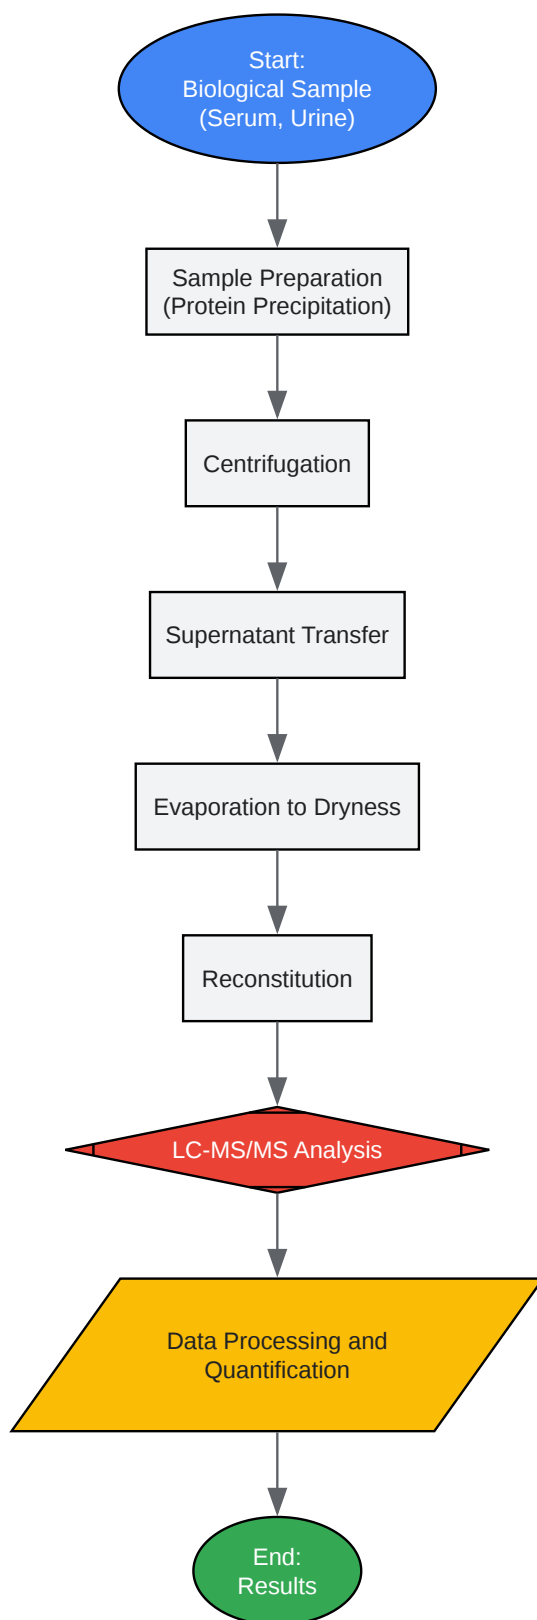 Start:
Biological Sample
(Serum, Urine)
Sample Preparation
(Protein Precipitation)
Centrifugation
Supernatant Transfer
Evaporation to Dryness
Reconstitution
LC-MS/MS Analysis
Data Processing and
Quantification
End:
Results